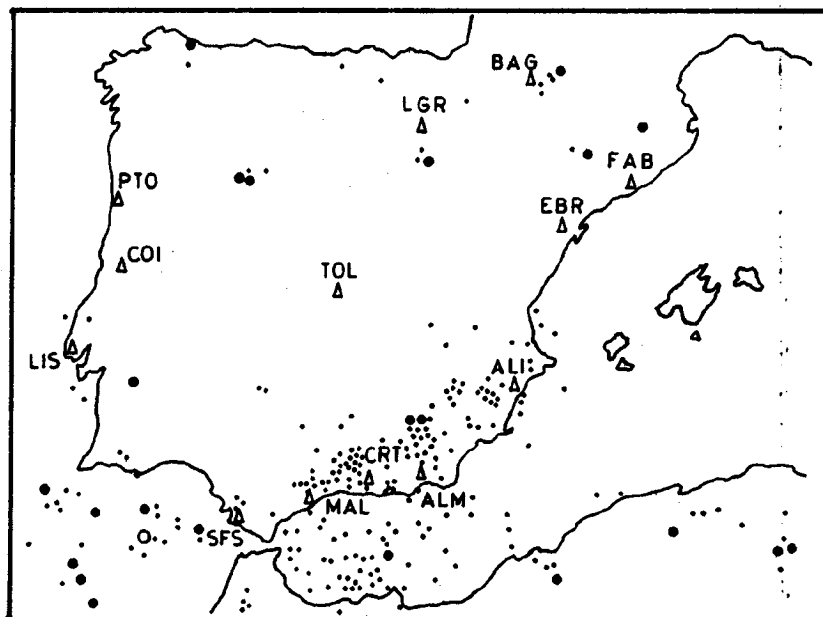 BAG
LGR
FAB
PTO
EBR
COI
TOL
LIS
ALI
CRT
MAL
ALM
SFS